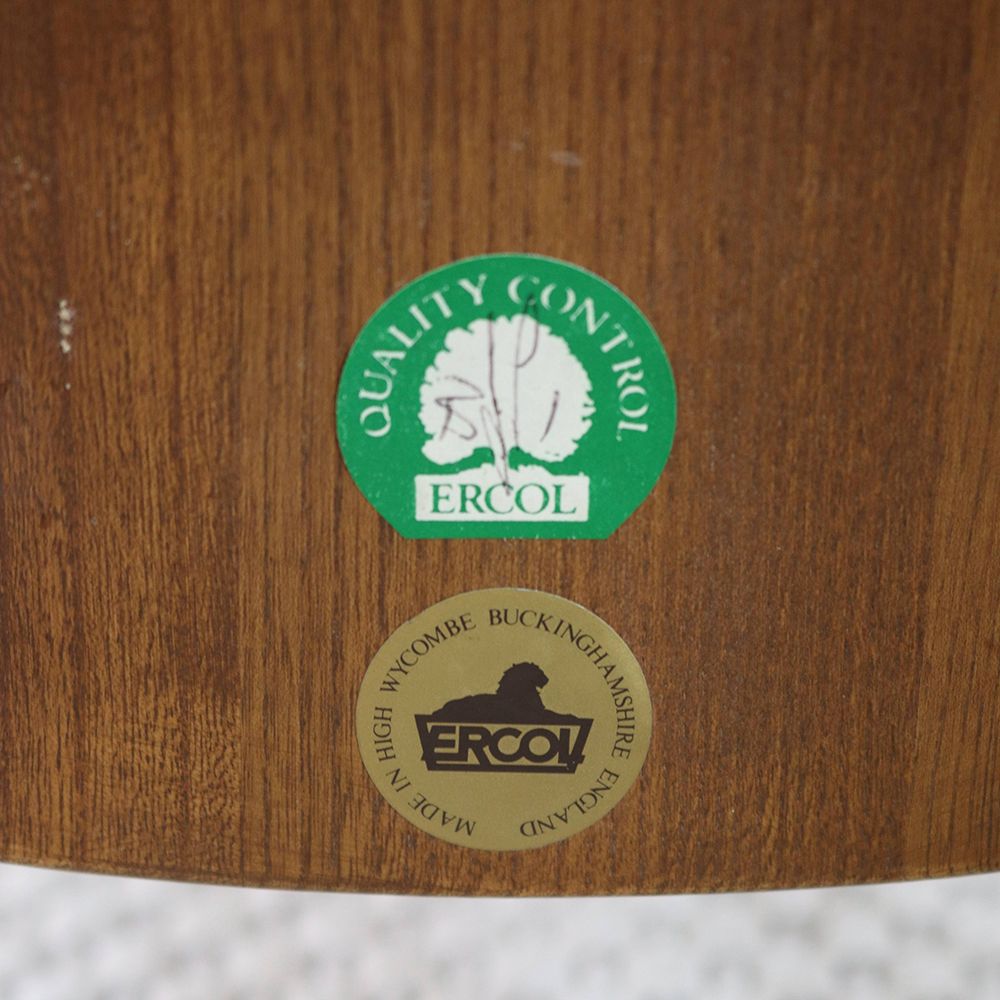 QUALITY CONTROL
ERCOL
MADE IN HIGH WYCOMBE BUCKINGHAMSHIRE ENGLAND
ERCOL